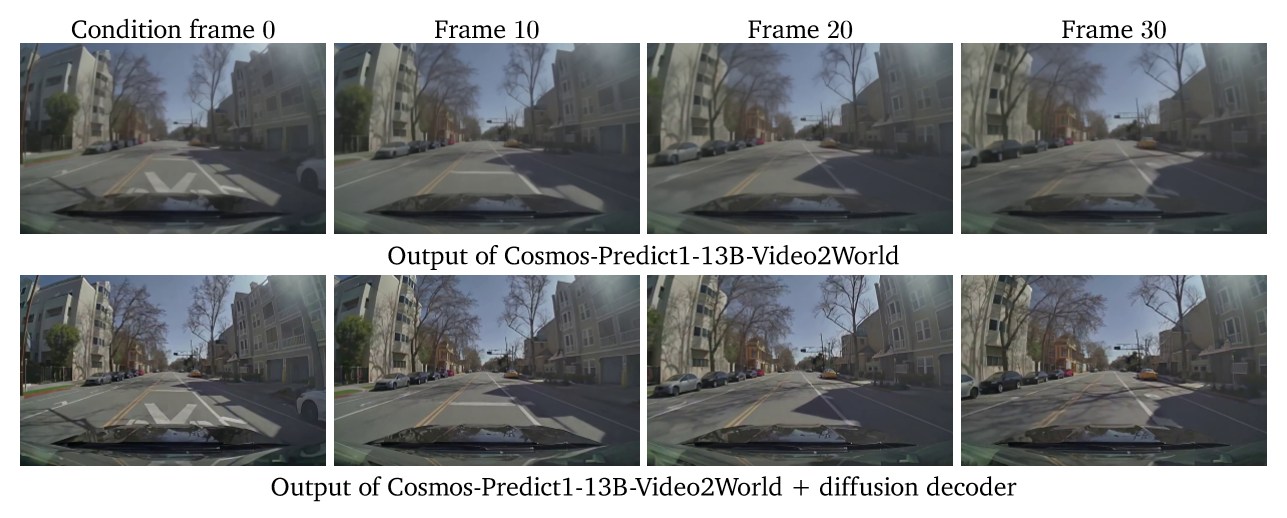 Condition frame 0 Frame 10 Frame 20 Frame 30
Output of Cosmos-Predict1-13B-Video2World
Output of Cosmos-Predict1-13B-Video2World + diffusion decoder